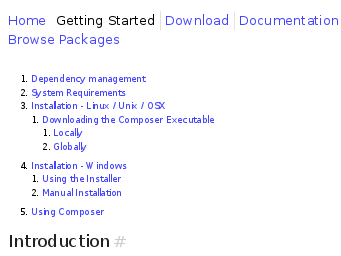 Home Getting Started Download Documentation
Browse Packages
1. Dependency management
2. System Requirements
3. Installation - Linux / Unix / OSX
1. Downloading the Composer Executable
1. Locally
2. Globally
4. Installation - Windows
1. Using the Installer
2. Manual Installation
5. Using Composer
Introduction #